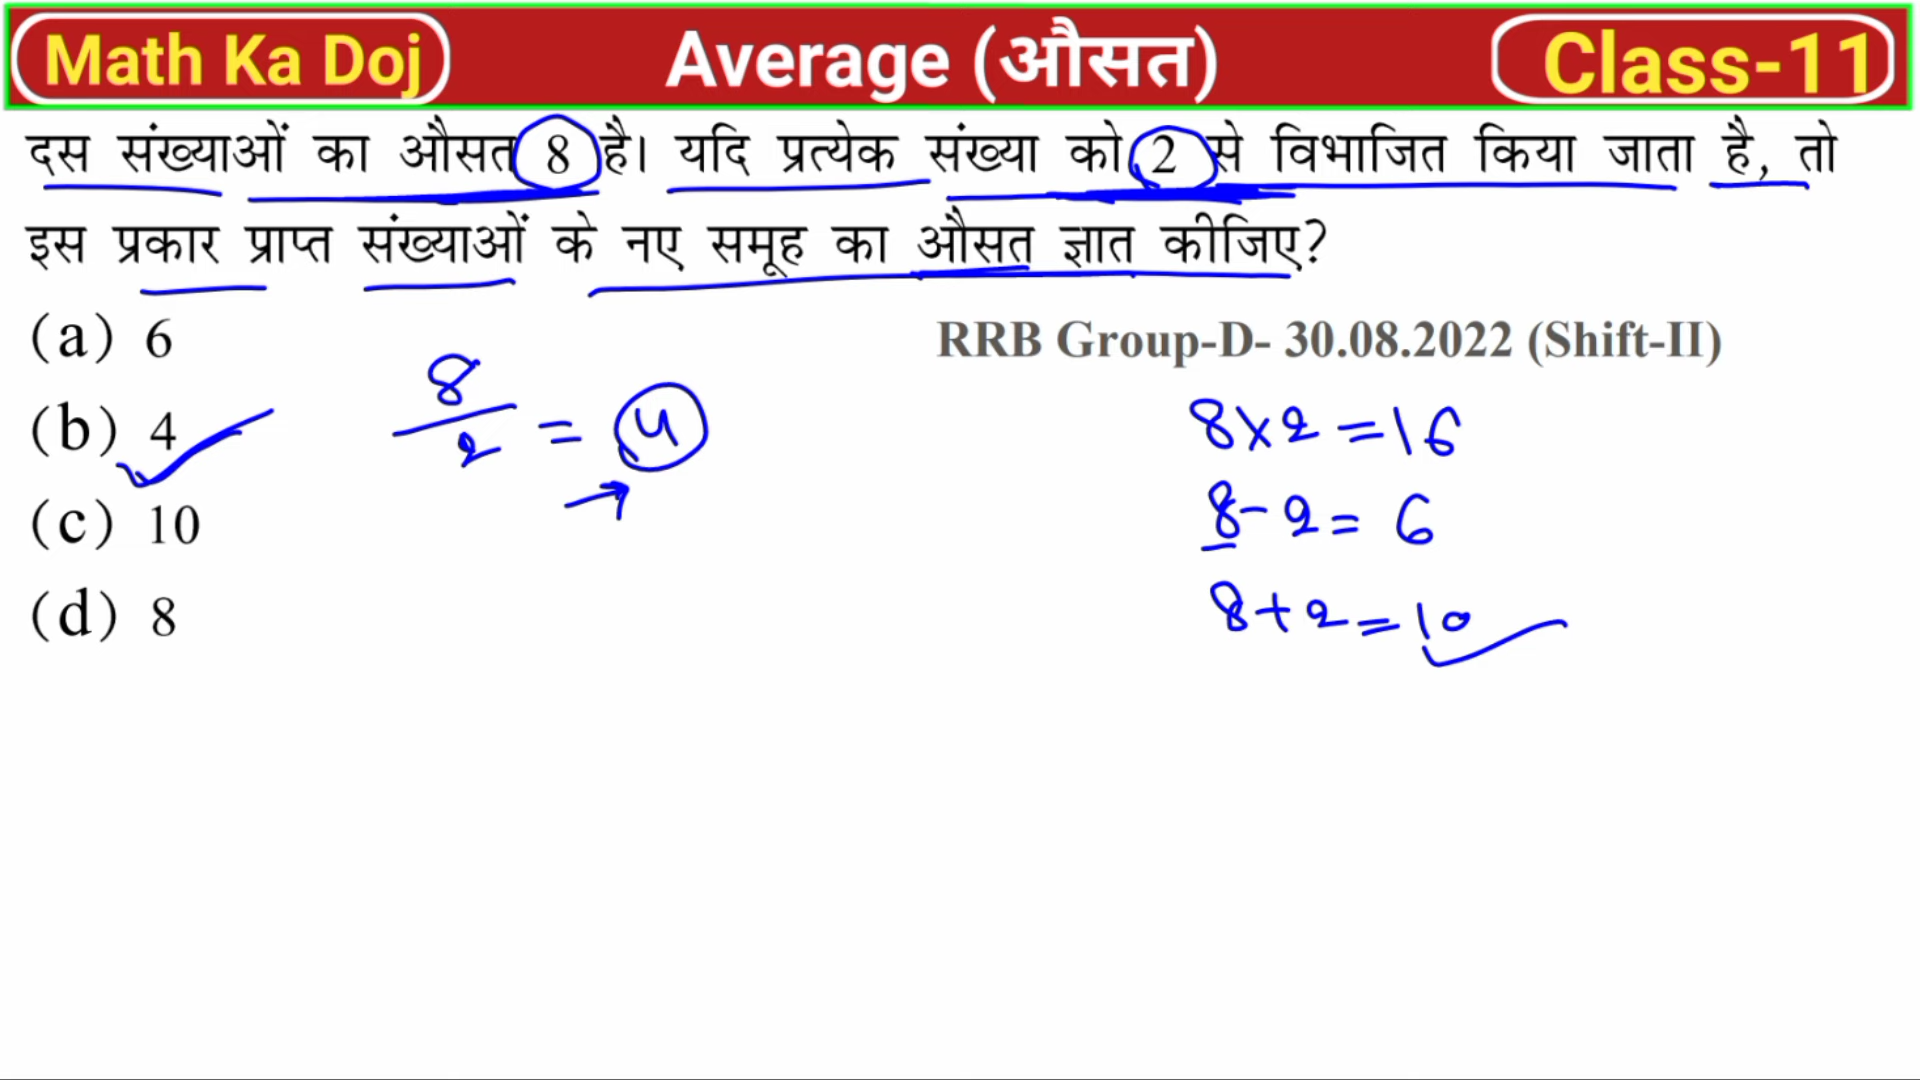 Math Ka Doj Average (औसत) Class-11
दस संख्याओं का औसत 8 है। यदि प्रत्येक संख्या को 2 से विभाजित किया जाता है, तो
इस प्रकार प्राप्त संख्याओं के नए समूह का औसत ज्ञात कीजिए?
(a) 6
RRB Group-D- 30.08.2022 (Shift-II)
(b) 4
(c) 10
(d) 8
8/2 = 4
8×2=16
8-2=6
8+2=10